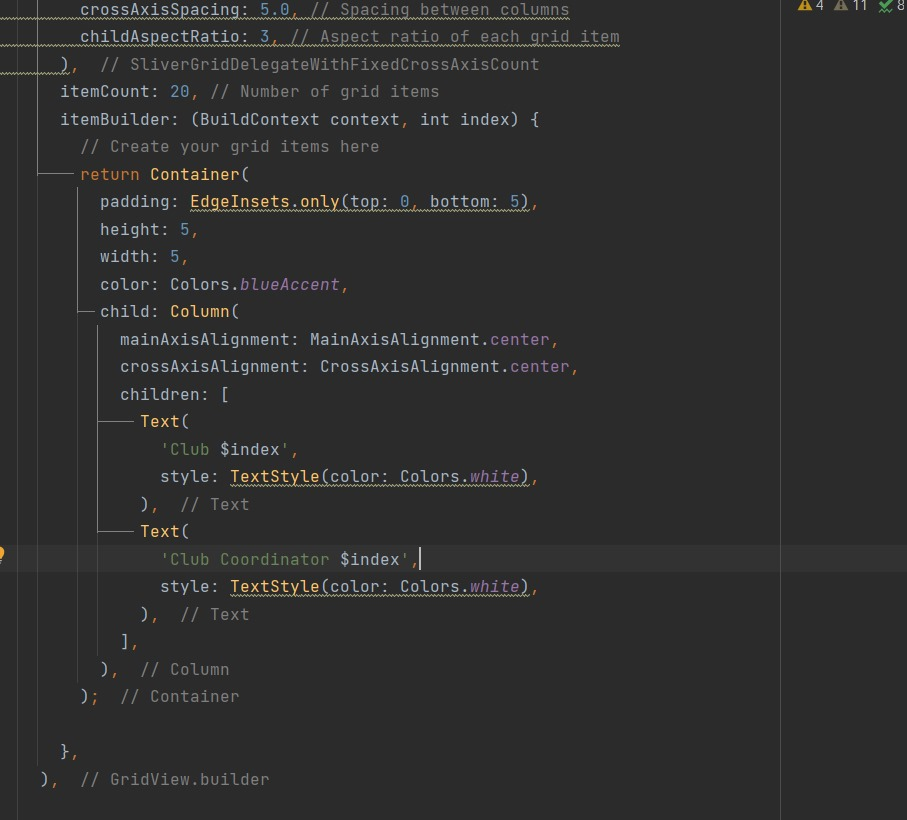 crossAxisSpacing: 5.0, // Spacing between columns
childAspectRatio: 3, // Aspect ratio of each grid item
), // SliverGridDelegateWithFixedCrossAxisCount
itemCount: 20, // Number of grid items
itemBuilder: (BuildContext context, int index) {
// Create your grid items here
return Container(
padding: EdgeInsets.only(top: 0, bottom: 5),
height: 5,
width: 5,
color: Colors.blueAccent,
child: Column(
mainAxisAlignment: MainAxisAlignment.center,
crossAxisAlignment: CrossAxisAlignment.center,
children: [
Text(
'Club $index',
style: TextStyle(color: Colors.white),
), // Text
Text(
'Club Coordinator $index',
style: TextStyle(color: Colors.white),
), // Text
],
), // Column
); // Container
},
), // GridView.builder
4 11 8